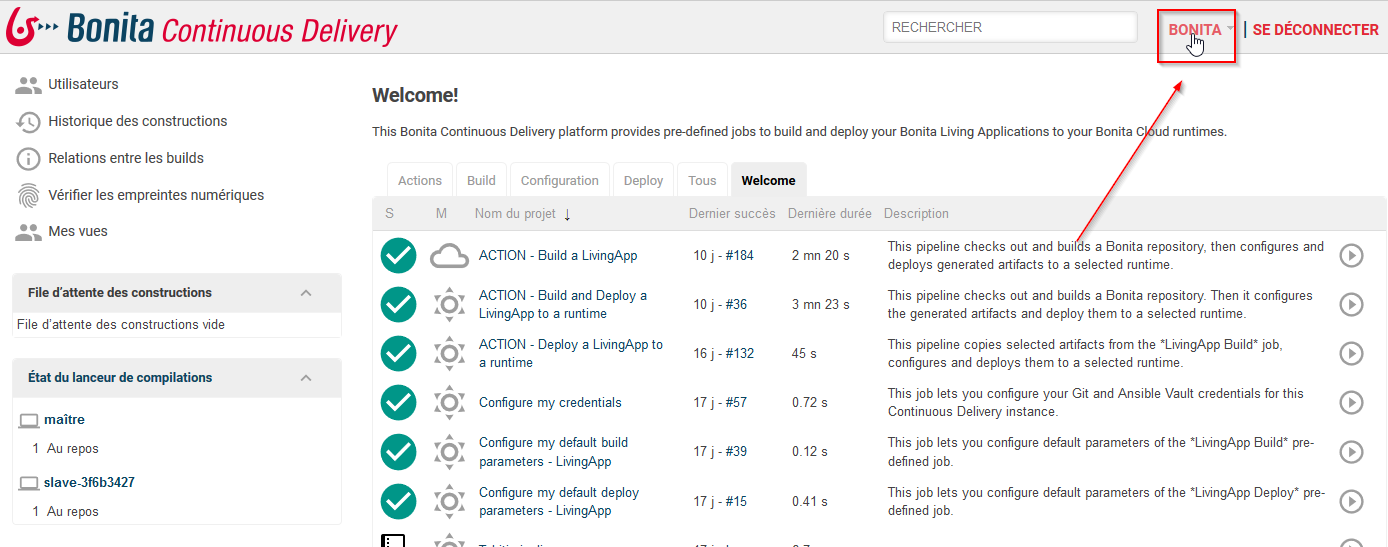 Bonita Continuous Delivery
RECHERCHER
BONITA | SE DÉCONNECTER
Utilisateurs
Historique des constructions
Relations entre les builds
Vérifier les empreintes numériques
Mes vues
File d'attente des constructions
File d'attente des constructions vide
État du lanceur de compilations
maître
1 Au repos
slave-3f6b3427
1 Au repos
Welcome!
This Bonita Continuous Delivery platform provides pre-defined jobs to build and deploy your Bonita Living Applications to your Bonita Cloud runtimes.
Actions Build Configuration Deploy Tous Welcome
S M Nom du projet ↓ Dernier succès Dernière durée Description
ACTION - Build a LivingApp 10 j - #184 2 mn 20 s This pipeline checks out and builds a Bonita repository, then configures and
deploys generated artifacts to a selected runtime.
ACTION - Build and Deploy a 10 j - #36 3 mn 23 s This pipeline checks out and builds a Bonita repository. Then it configures
LivingApp to a runtime the generated artifacts and deploy them to a selected runtime.
ACTION - Deploy a LivingApp to 16 j - #132 45 s This pipeline copies selected artifacts from the *LivingApp Build* job,
a runtime configures and deploys them to a selected runtime.
Configure my credentials 17 j - #57 0.72 s This job lets you configure your Git and Ansible Vault credentials for this
Continuous Delivery instance.
Configure my default build 17 j - #39 0.12 s This job lets you configure default parameters of the *LivingApp Build* pre-
parameters - LivingApp defined job.
Configure my default deploy 17 j - #15 0.41 s This job lets you configure default parameters of the *LivingApp Deploy* pre-
parameters - LivingApp defined job.